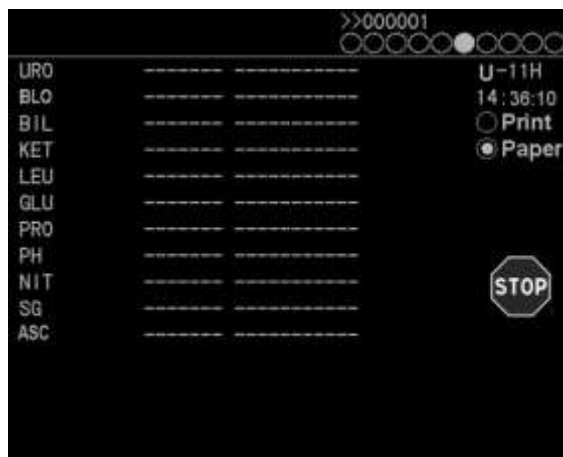 >>000001
URO ------- ------------ U-11H
BLO ------- ------------ 14:36:10
BIL ------- ------------ Print
KET ------- ------------ Paper
LEU ------- ------------
GLU ------- ------------
PRO ------- ------------
PH ------- ------------
NIT ------- ------------ STOP
SG ------- ------------
ASC ------- ------------